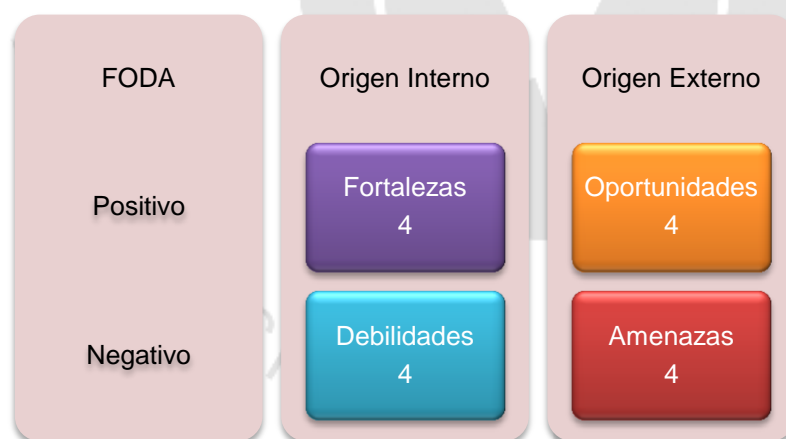 FODA
Origen Interno
Origen Externo
Positivo
Fortalezas
4
Oportunidades
4
Negativo
Debilidades
4
Amenazas
4